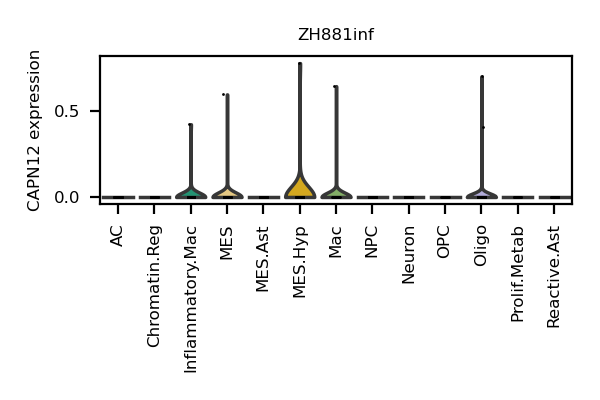 ZH881inf
CAPN12 expression
0.5
0.0
AC
Chromatin.Reg
Inflammatory.Mac
MES
MES.Ast
MES.Hyp
Mac
NPC
Neuron
OPC
Oligo
Prolif.Metab
Reactive.Ast